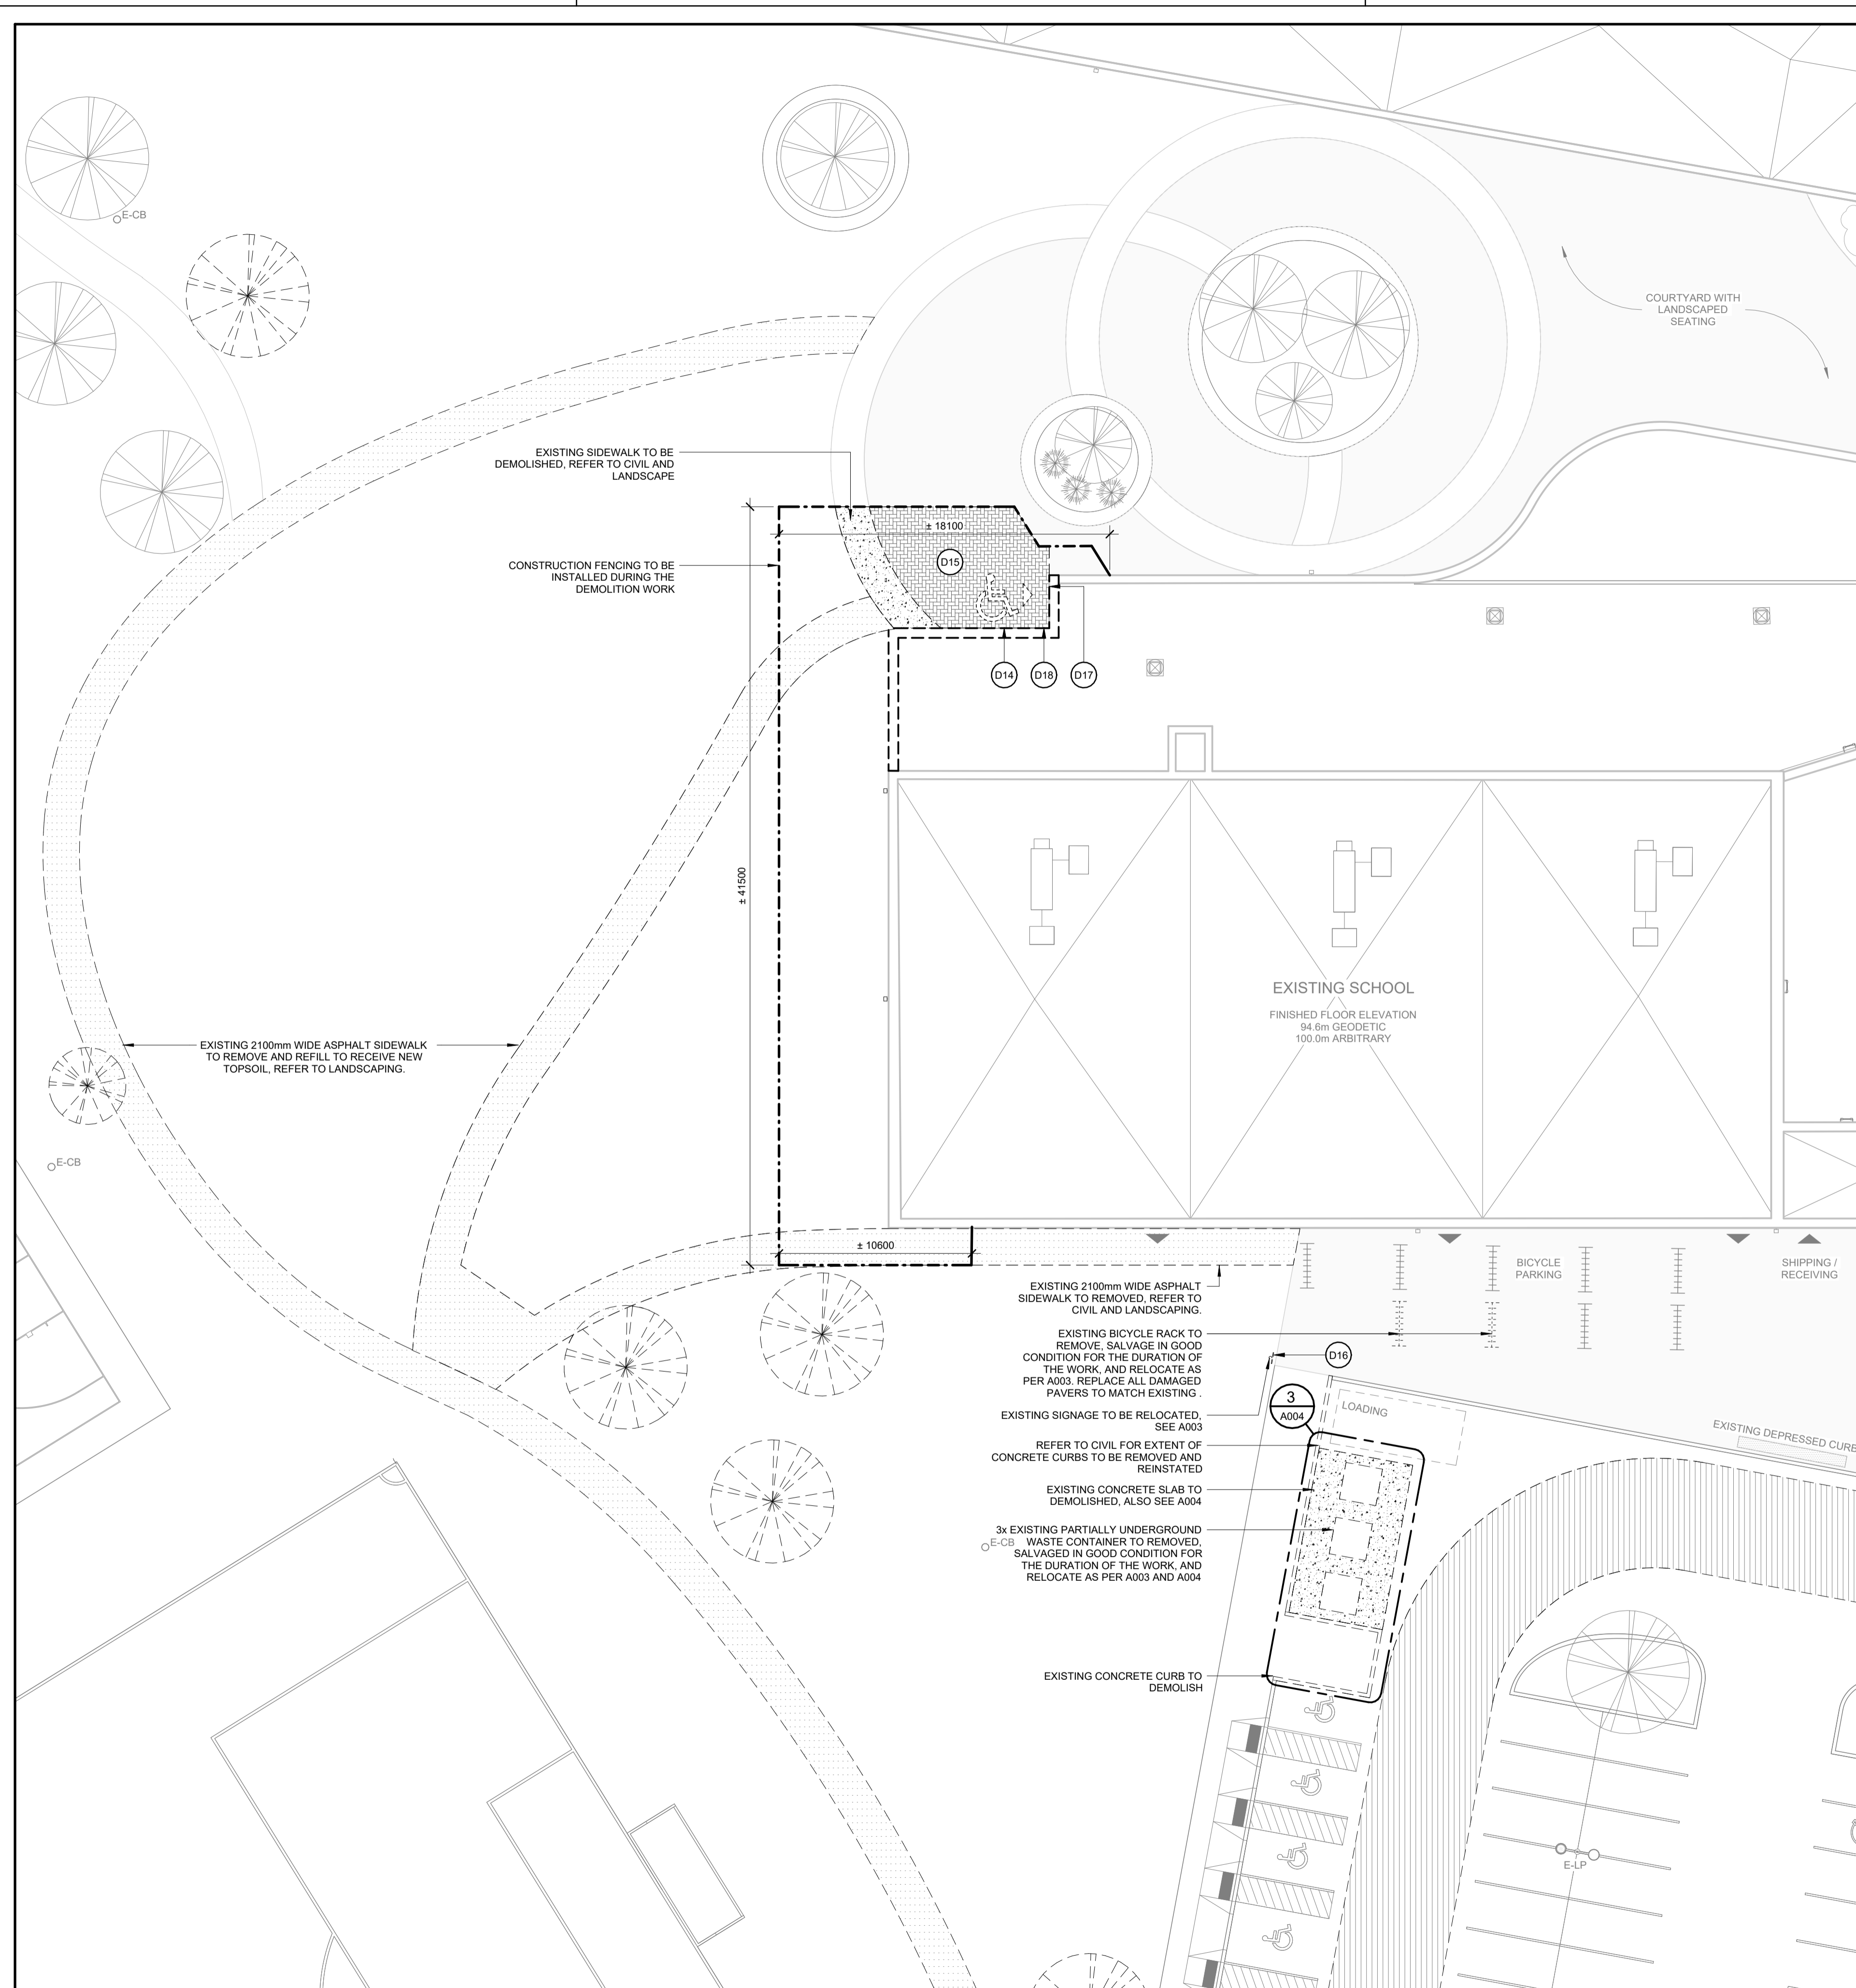 E-CB
COURTYARD WITH
LANDSCAPED
SEATING
EXISTING SIDEWALK TO BE
DEMOLISHED, REFER TO CIVIL AND
LANDSCAPE
± 18100
D15
CONSTRUCTION FENCING TO BE
INSTALLED DURING THE
DEMOLITION WORK
D14
D18
D17
± 41500
EXISTING SCHOOL
FINISHED FLOOR ELEVATION
94.6m GEODETIC
100.0m ARBITRARY
EXISTING 2100mm WIDE ASPHALT SIDEWALK
TO REMOVE AND REFILL TO RECEIVE NEW
TOPSOIL, REFER TO LANDSCAPING.
E-CB
± 10600
BICYCLE
PARKING
SHIPPING /
RECEIVING
EXISTING 2100mm WIDE ASPHALT
SIDEWALK TO REMOVED, REFER TO
CIVIL AND LANDSCAPING.
EXISTING BICYCLE RACK TO
REMOVE, SALVAGE IN GOOD
CONDITION FOR THE DURATION OF
THE WORK, AND RELOCATE AS
PER A003. REPLACE ALL DAMAGED
PAVERS TO MATCH EXISTING .
D16
3
A004
LOADING
EXISTING SIGNAGE TO BE RELOCATED,
SEE A003
EXISTING DEPRESSED CURB
REFER TO CIVIL FOR EXTENT OF
CONCRETE CURBS TO BE REMOVED AND
REINSTATED
EXISTING CONCRETE SLAB TO
DEMOLISHED, ALSO SEE A004
3x EXISTING PARTIALLY UNDERGROUND
WASTE CONTAINER TO REMOVED,
SALVAGED IN GOOD CONDITION FOR
THE DURATION OF THE WORK, AND
RELOCATE AS PER A003 AND A004
E-CB
EXISTING CONCRETE CURB TO
DEMOLISH
E-LP